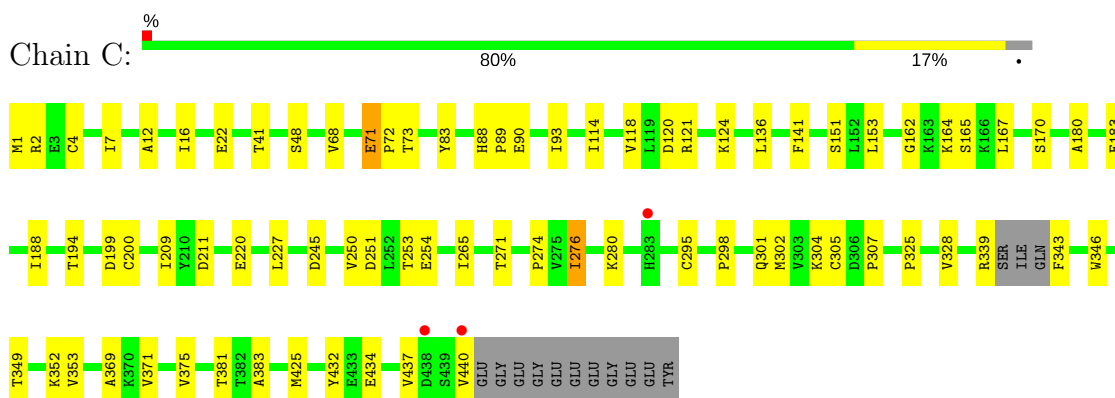 %
Chain C:
80% 17% •
M1 R2 E3 C4 I7 A12 I16 E22 T41 S48 V68 E71 P72 T73 Y83 H88 P89 E90 I93 I114 V118 L119 D120 R121 K124 L136 F141 S151 L152 L153 G162 K163 K164 S165 K166 L167 S170 A180
I188 T194 D199 C200 I209 Y210 D211 E220 L227 D245 V250 D251 L252 T253 E254 I265 T271 P274 V275 I276 K280 H283 C295 P298 Q301 M302 V303 K304 C305 D306 P307 P325 V328 R339 SER ILE GLN F343 W346
T349 K352 V353 A369 K370 V371 V375 T381 T382 A383 M425 Y432 E433 E434 V437 D438 S439 V440 GLU GLY GLU GLY GLU GLU GLU GLY GLU GLU TYR